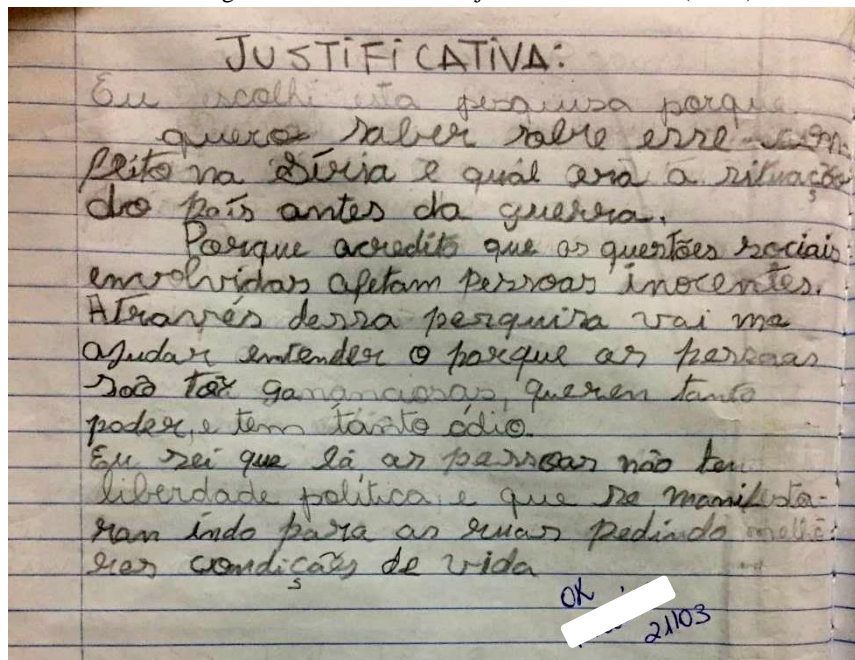 JUSTIFICATIVA:
Eu escolhi esta pesquisa porque
quero saber sobre esse con-
flito na Síria e quál erá a situação
do país antes da guerra.
Porque acredito que as questões sociais
envolvidas afetam pessoas inocentes.
Através dessa pesquisa vai me
ajudar entender o porque as pessoas
são tão gananciosas, querem tanto
poder, e tem tanto ódio.
Eu sei que lá as pessoas não tem
liberdade política, e que se manifesta-
ram indo para as ruas pedindo melho-
res condições de vida
OK
21/03